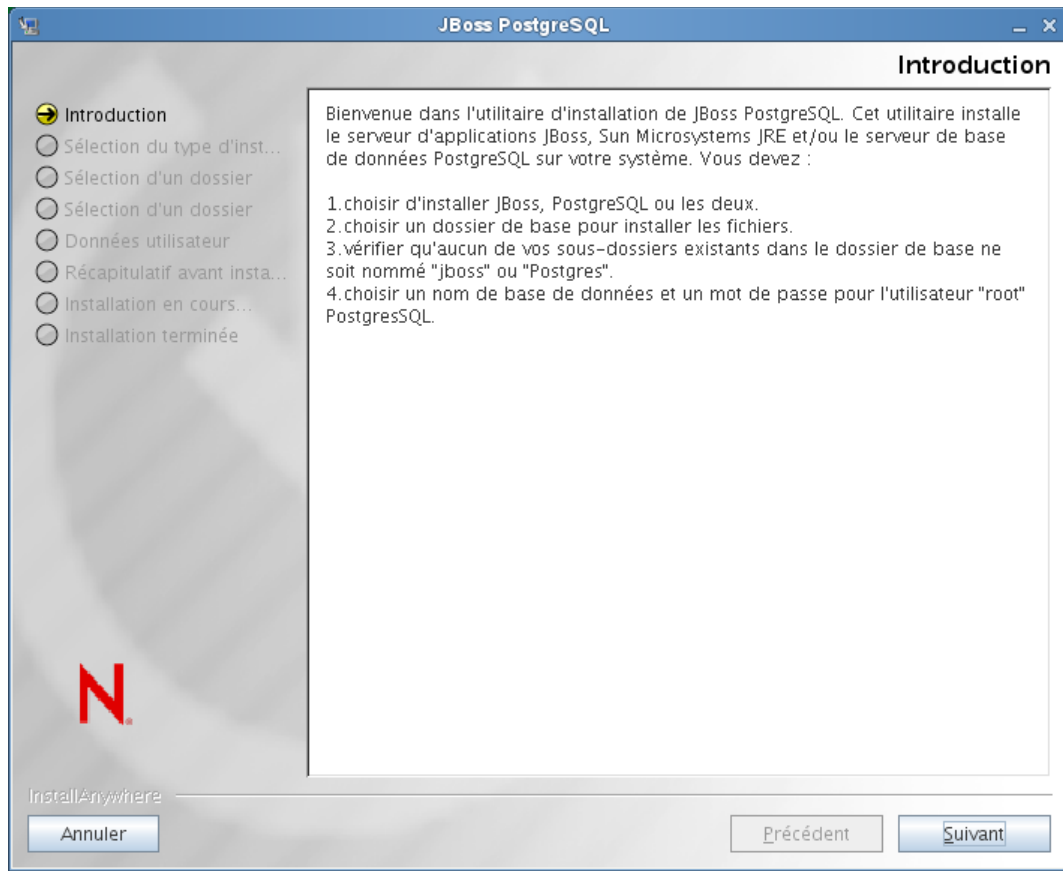 JBoss PostgreSQL
Introduction
Introduction
Sélection du type d'inst...
Sélection d'un dossier
Sélection d'un dossier
Données utilisateur
Récapitulatif avant insta...
Installation en cours...
Installation terminée
Bienvenue dans l'utilitaire d'installation de JBoss PostgreSQL. Cet utilitaire installe
le serveur d'applications JBoss, Sun Microsystems JRE et/ou le serveur de base
de données PostgreSQL sur votre système. Vous devez :
1.choisir d'installer JBoss, PostgreSQL ou les deux.
2.choisir un dossier de base pour installer les fichiers.
3.vérifier qu'aucun de vos sous-dossiers existants dans le dossier de base ne
soit nommé "jboss" ou "Postgres".
4.choisir un nom de base de données et un mot de passe pour l'utilisateur "root"
PostgresSQL.
N®
InstallAnywhere
Annuler
Précédent
Suivant